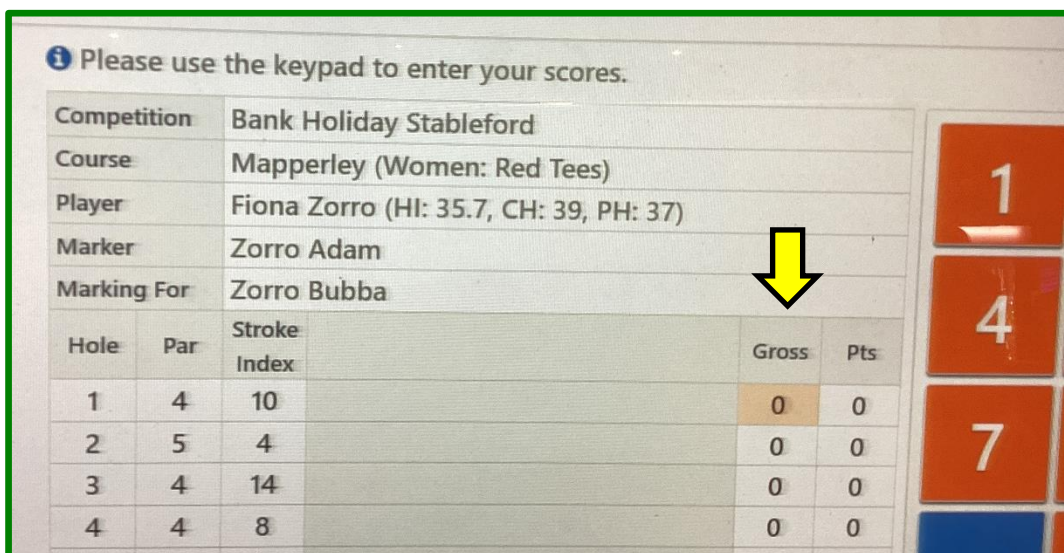 Please use the keypad to enter your scores.
Competition Bank Holiday Stableford
Course Mapperley (Women: Red Tees)
Player Fiona Zorro (HI: 35.7, CH: 39, PH: 37)
Marker Zorro Adam
Marking For Zorro Bubba
Hole Par Stroke Index Gross Pts
1 4 10 0 0
2 5 4 0 0
3 4 14 0 0
4 4 8 0 0
1
4
7